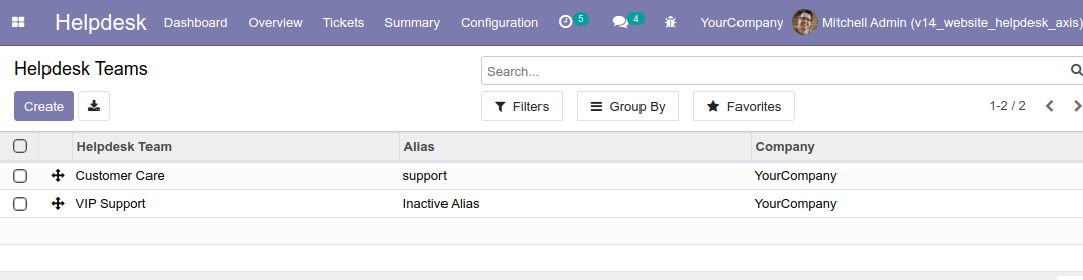 Helpdesk Dashboard Overview Tickets Summary Configuration 5 4 YourCompany Mitchell Admin (v14_website_helpdesk_axis)
Helpdesk Teams
Search...
Create
Filters Group By Favorites 1-2 / 2
Helpdesk Team Alias Company
Customer Care support YourCompany
VIP Support Inactive Alias YourCompany